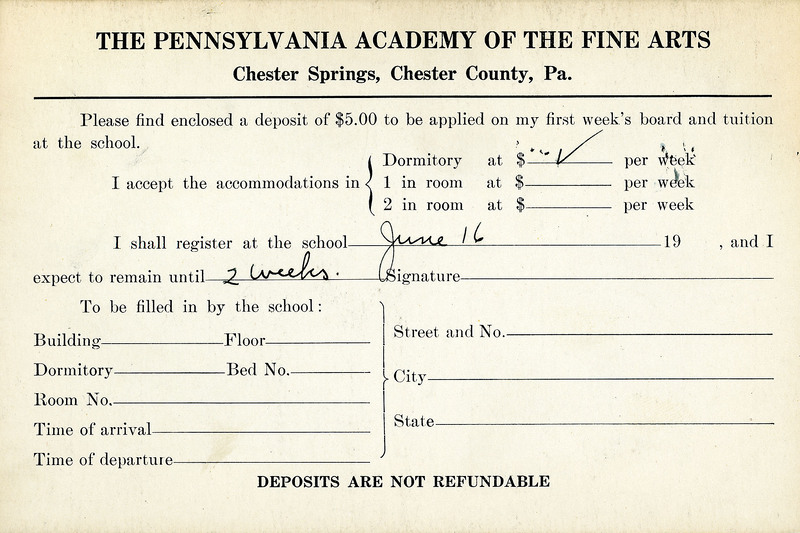 THE PENNSYLVANIA ACADEMY OF THE FINE ARTS
Chester Springs, Chester County, Pa.
Please find enclosed a deposit of $5.00 to be applied on my first week's board and tuition
at the school.
I accept the accommodations in
Dormitory at $ ✓ per week
1 in room at $ per week
2 in room at $ per week
I shall register at the school June 16 19 , and I
expect to remain until 2 weeks. Signature
To be filled in by the school:
Building Floor
Dormitory Bed No.
Room No.
Time of arrival
Time of departure
Street and No.
City
State
DEPOSITS ARE NOT REFUNDABLE